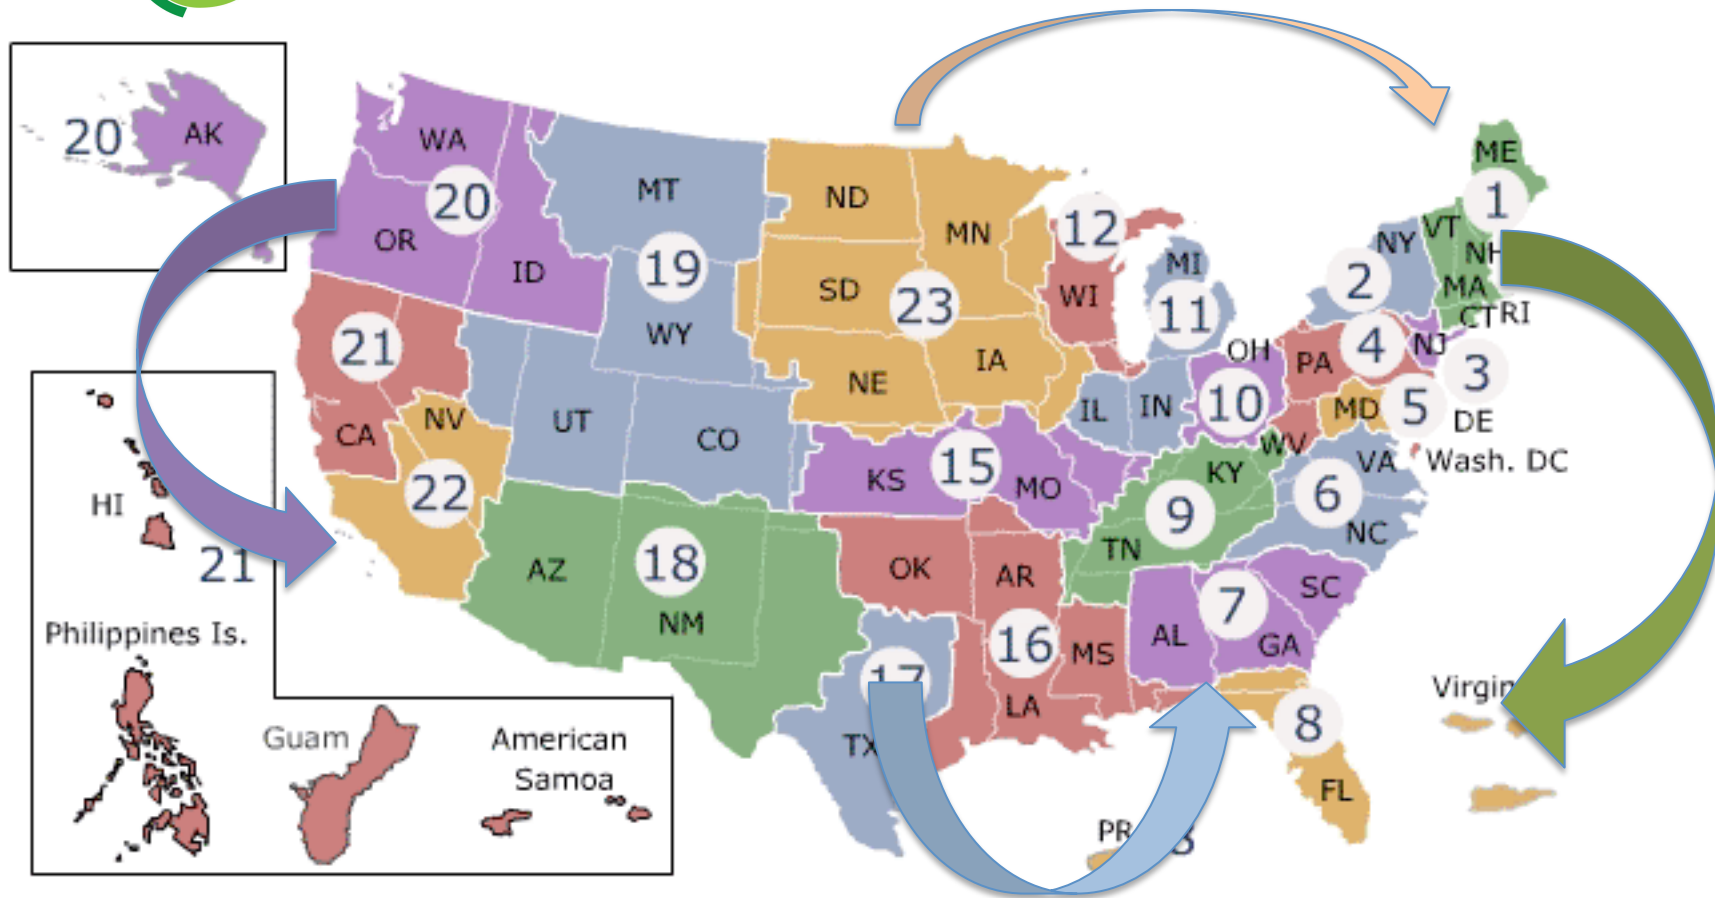 ME
AK
20
WA
1
MT
ND
20
VT
12
MN
NY
OR
NH
MI
ID
19
2
SD
MA
WI
23
11
RI
CT
WY
21
4
NJ
OH
IA
PA
3
NE
10
IL
IN
MD
5
NV
UT
DE
CA
CO
WV
VA
Wash. DC
15
KY
KS
MO
22
6
HI
9
NC
TN
21
AZ
18
OK
AR
SC
7
NM
Philippines Is.
AL
16
GA
MS
17
LA
8
Guam
American
Samoa
TX
FL
PR